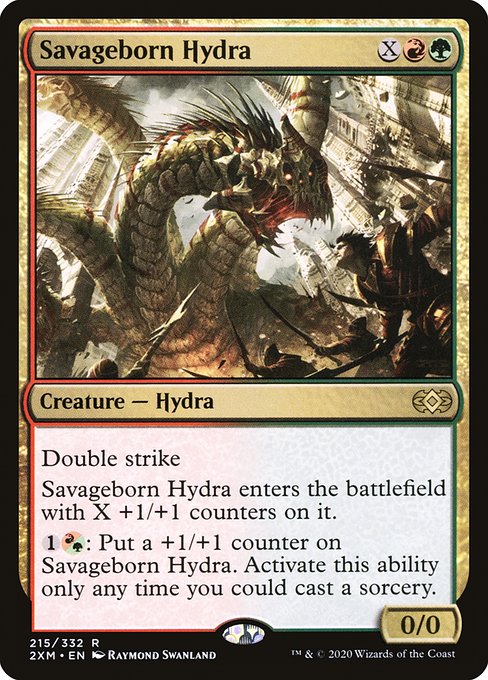 Savageborn Hydra X
Creature — Hydra
Double strike
Savageborn Hydra enters the battlefield
with X +1/+1 counters on it.
1 : Put a +1/+1 counter on
Savageborn Hydra. Activate this ability
only any time you could cast a sorcery.
0/0
215/332 R
2XM • EN Raymond Swanland
™ & © 2020 Wizards of the Coast